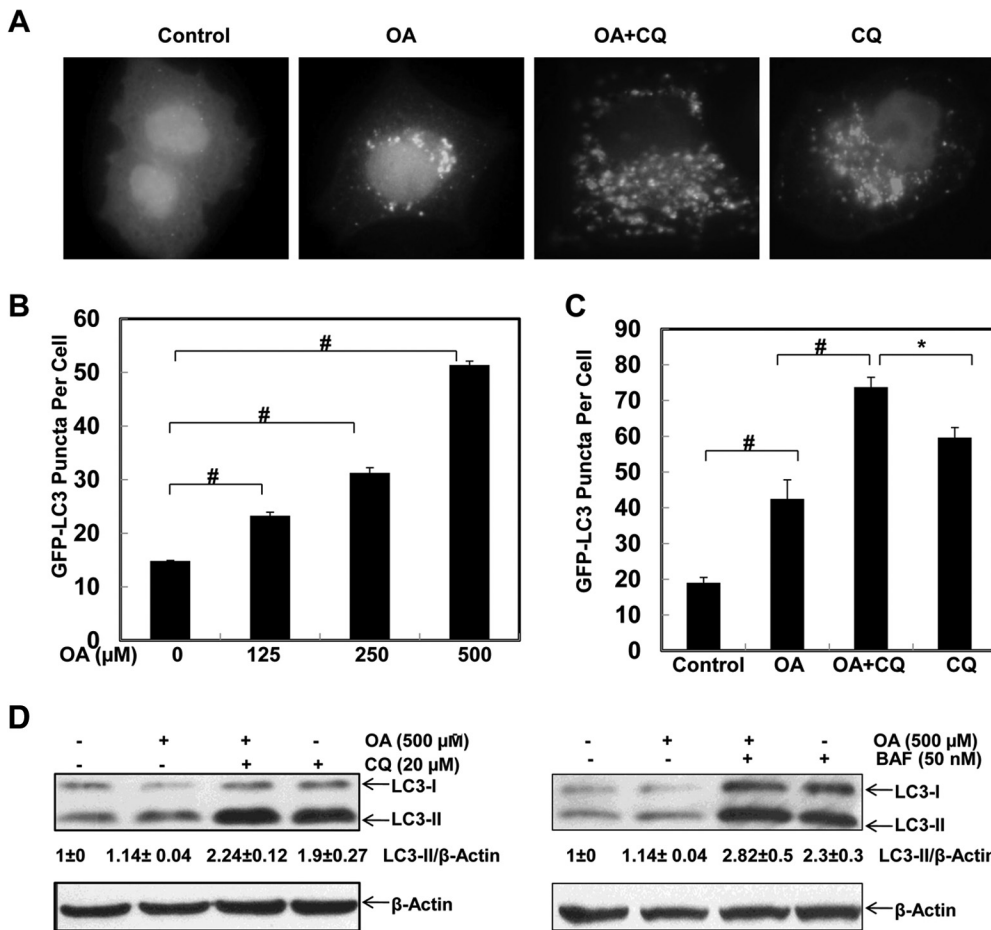 A
Control OA OA+CQ CQ
B
GFP-LC3 Puncta Per Cell
60
50
40
30
20
10
0
# # #
OA (µM) 0 125 250 500
C
GFP-LC3 Puncta Per Cell
90
80
70
60
50
40
30
20
10
0
# # *
Control OA OA+CQ CQ
D
- + + - OA (500 µM)
- - + + CQ (20 µM)
LC3-I
LC3-II
1±0 1.14± 0.04 2.24±0.12 1.9±0.27 LC3-II/β-Actin
β-Actin
- + + - OA (500 µM)
- - + + BAF (50 nM)
LC3-I
LC3-II
1±0 1.14± 0.04 2.82±0.5 2.3±0.3 LC3-II/β-Actin
β-Actin